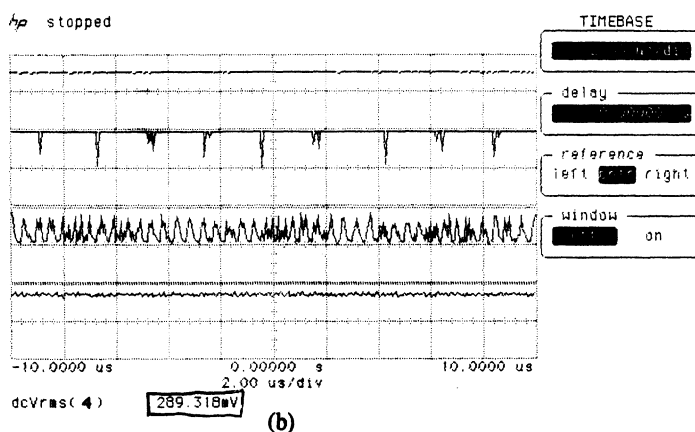 hp stopped
TIMEBASE
delay
reference
left right
window
on
-10.0000 us 0.00000 s 10.0000 us
2.00 us/div
dcVrms(4) 289.318mV
(b)